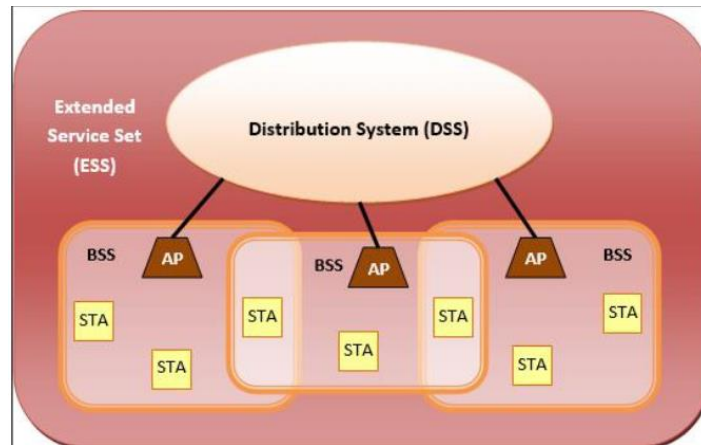 Extended
Service Set
(ESS)
Distribution System (DSS)
BSS
AP
BSS
AP
AP
BSS
STA
STA
STA
STA
STA
STA
STA